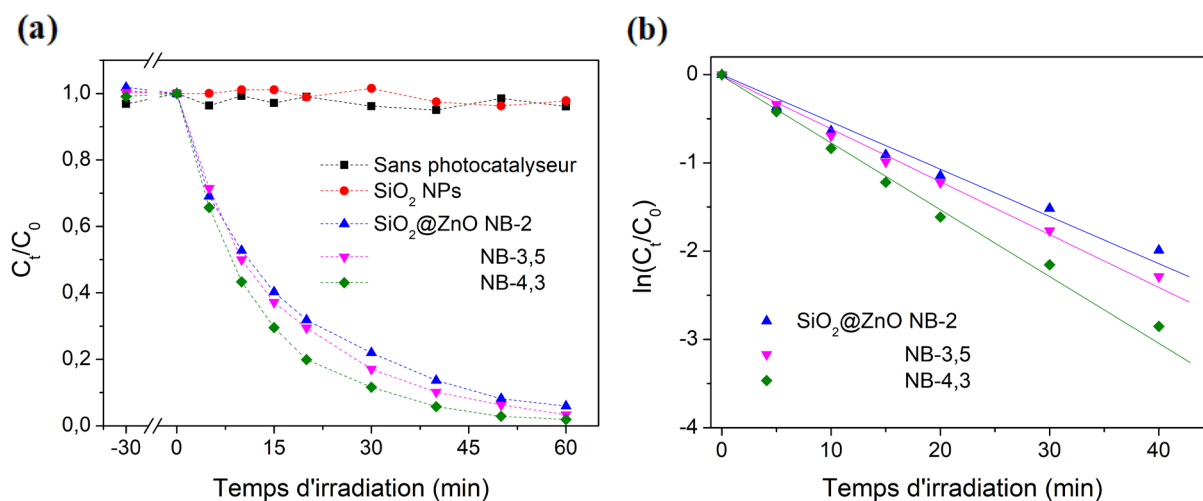 (a)
1,0
0,8
0,6
0,4
0,2
0,0
C_t/C_0
Sans photocatalyseur
SiO_2 NPs
SiO_2@ZnO NB-2
NB-3,5
NB-4,3
-30 0 15 30 45 60
Temps d'irradiation (min)
(b)
0
-1
-2
-3
-4
ln(C_t/C_0)
SiO_2@ZnO NB-2
NB-3,5
NB-4,3
0 10 20 30 40
Temps d'irradiation (min)